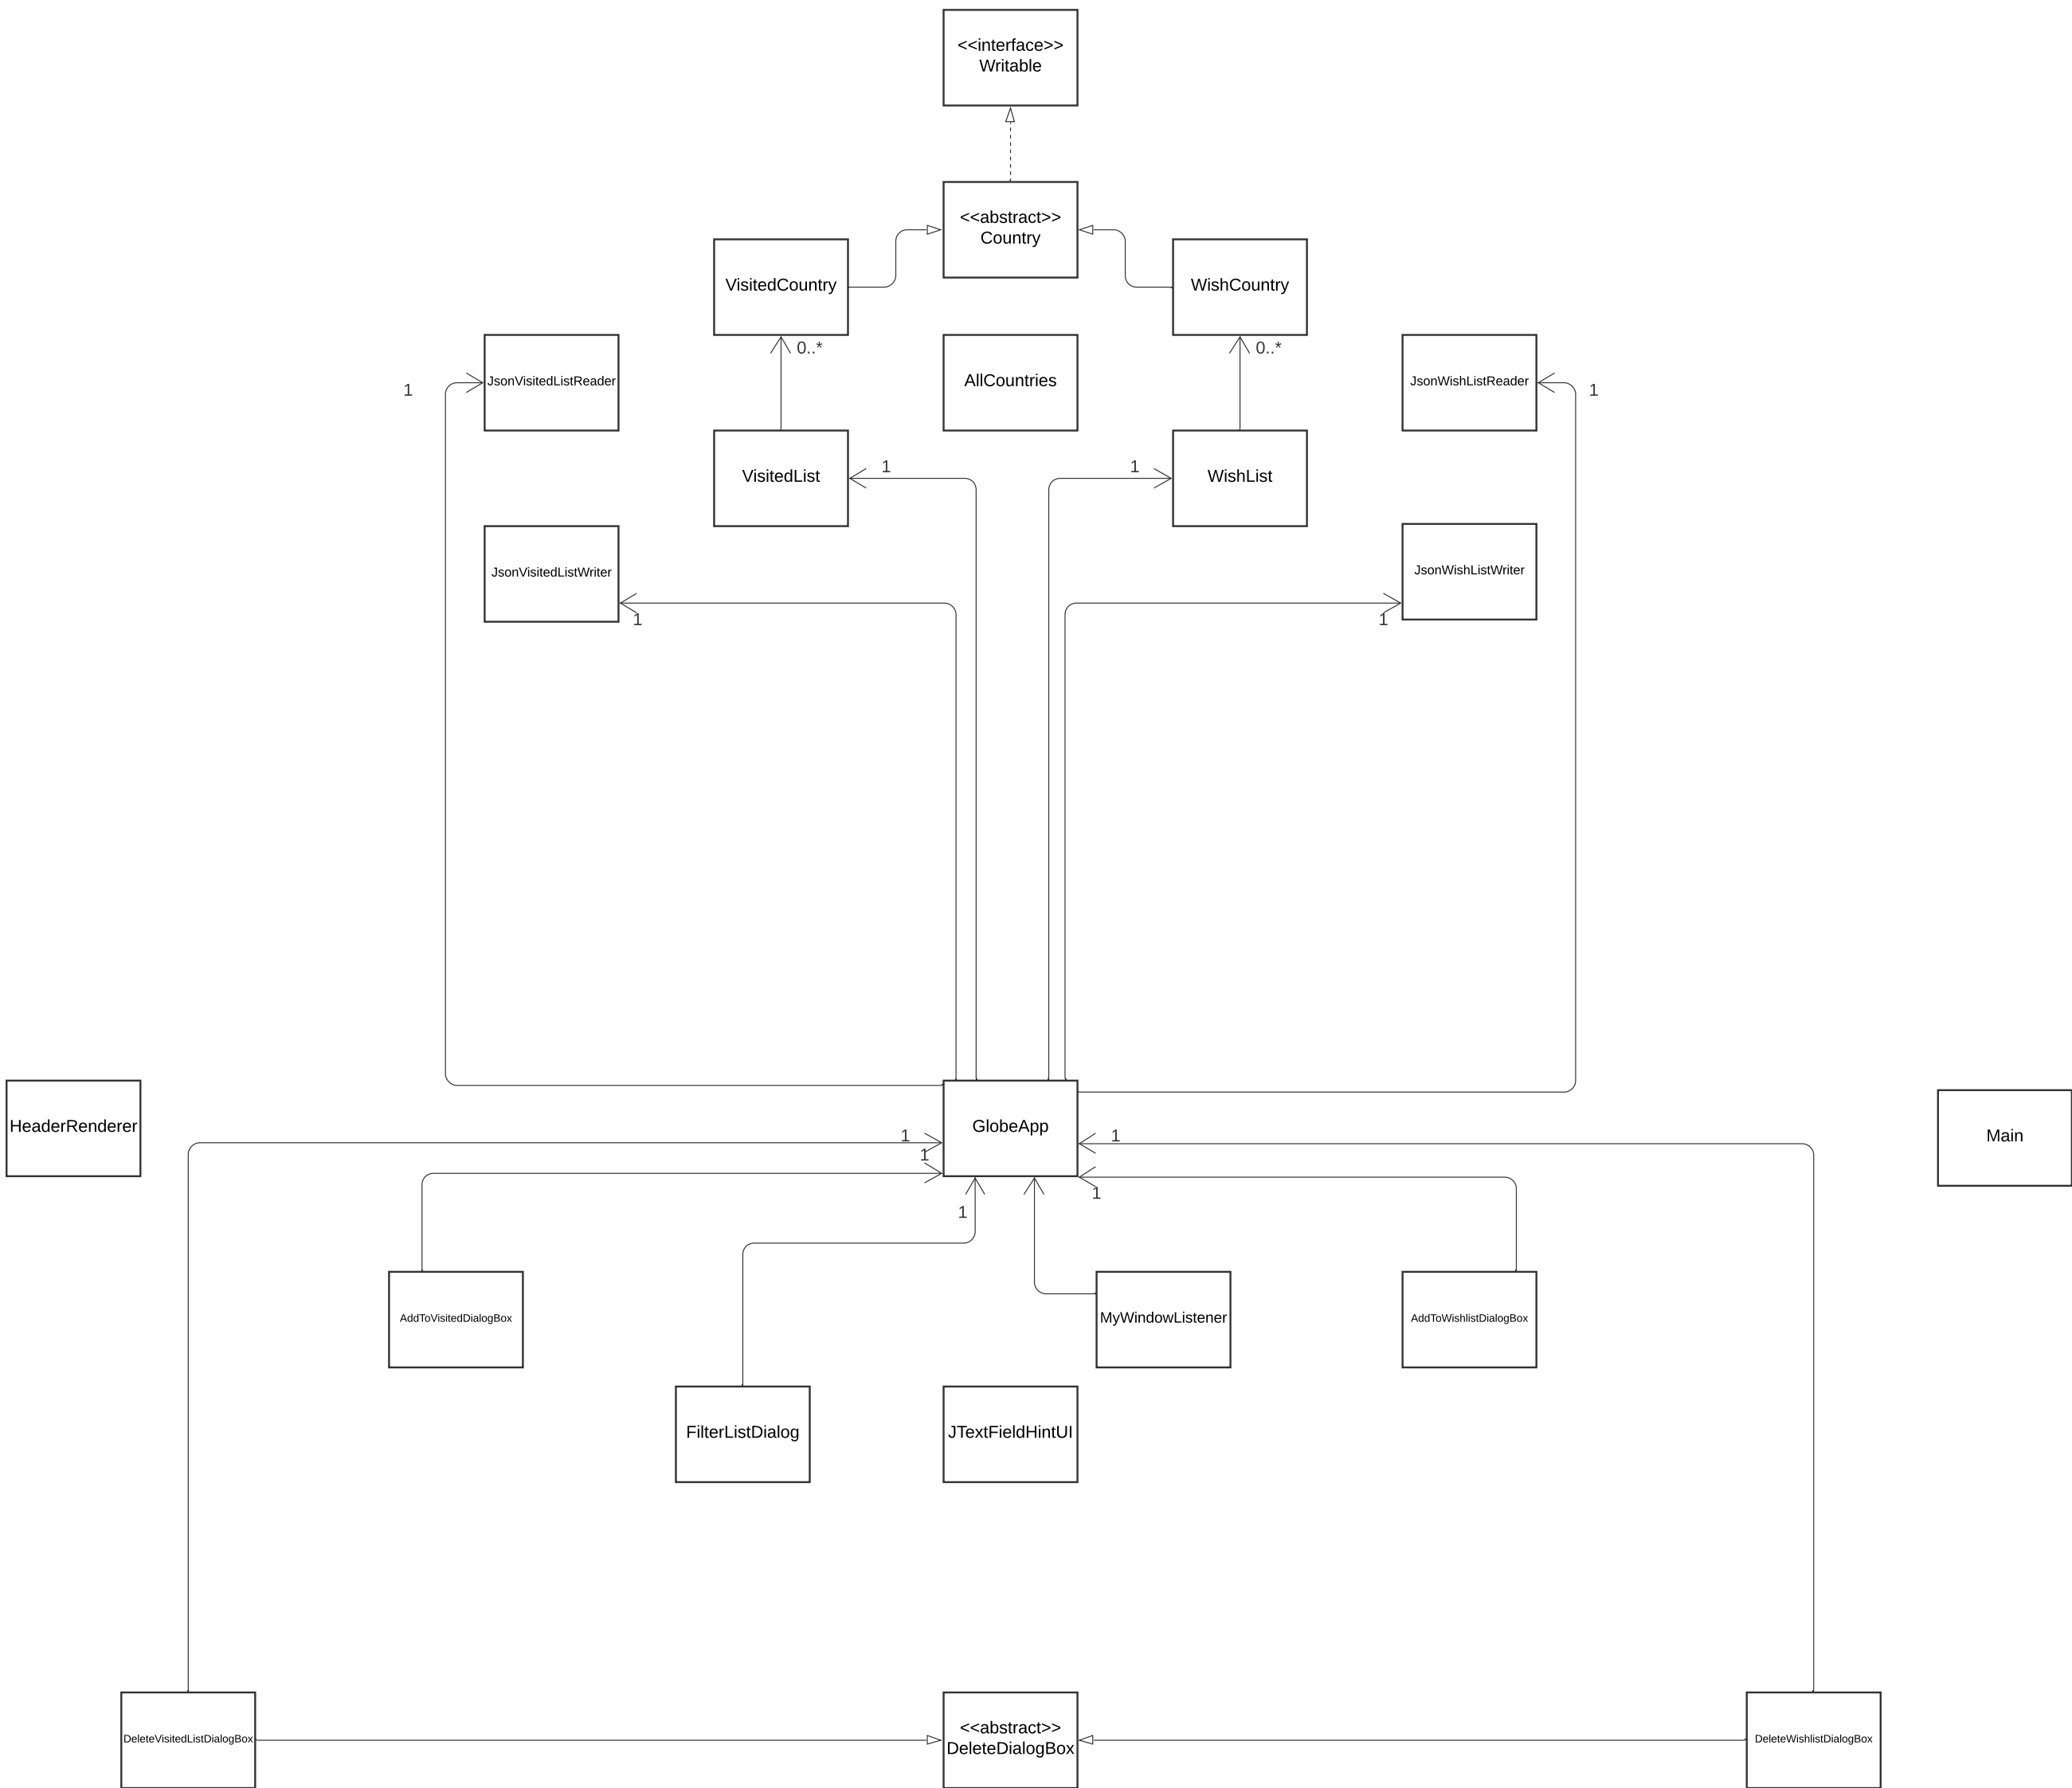 <<interface>>
Writable
<<abstract>>
Country
VisitedCountry
WishCountry
0..*
0..*
JsonVisitedListReader
AllCountries
JsonWishListReader
1
1
1
1
VisitedList
WishList
JsonVisitedListWriter
JsonWishListWriter
1
1
HeaderRenderer
GlobeApp
Main
1
1
1
1
1
AddToVisitedDialogBox
MyWindowListener
AddToWishlistDialogBox
FilterListDialog
JTextFieldHintUI
<<abstract>>
DeleteDialogBox
DeleteVisitedListDialogBox
DeleteWishlistDialogBox